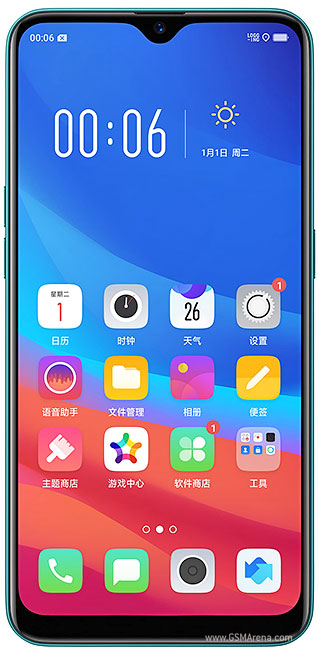 00:06
00:06
1月1日 周二
星期二
1
26
1
日历
时钟
天气
设置
语音助手
文件管理
相册
便签
1
主题商店
游戏中心
软件商店
工具
www.GSMArena.com